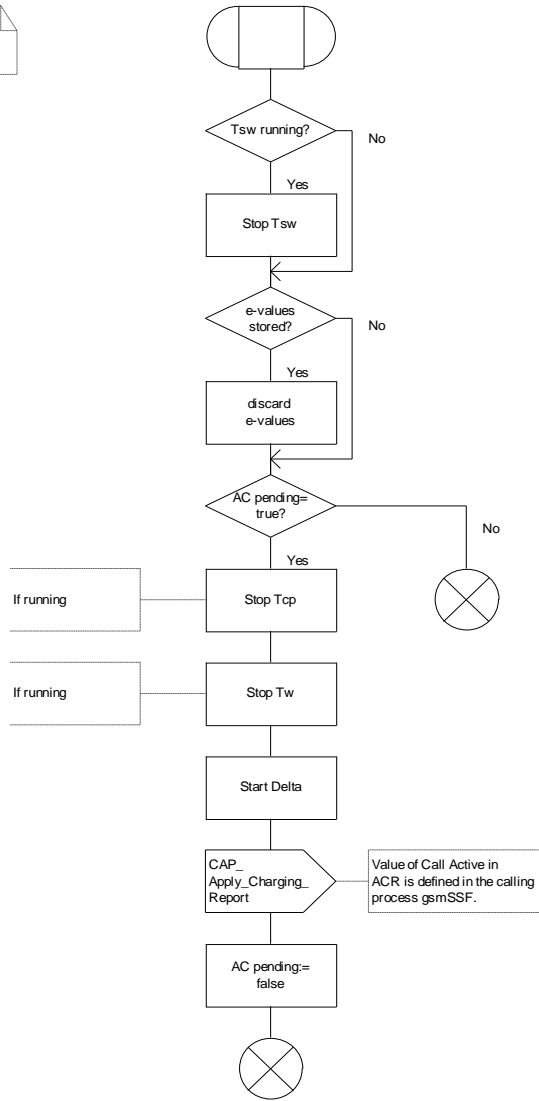 Tsw running?
No
Yes
Stop Tsw
e-values
stored?
No
Yes
discard
e-values
AC pending=
true?
No
Yes
If running
Stop Tcp
If running
Stop Tw
Start Delta
CAP_
Apply_Charging_
Report
Value of Call Active in
ACR is defined in the calling
process gsmSSF.
AC pending:=
false